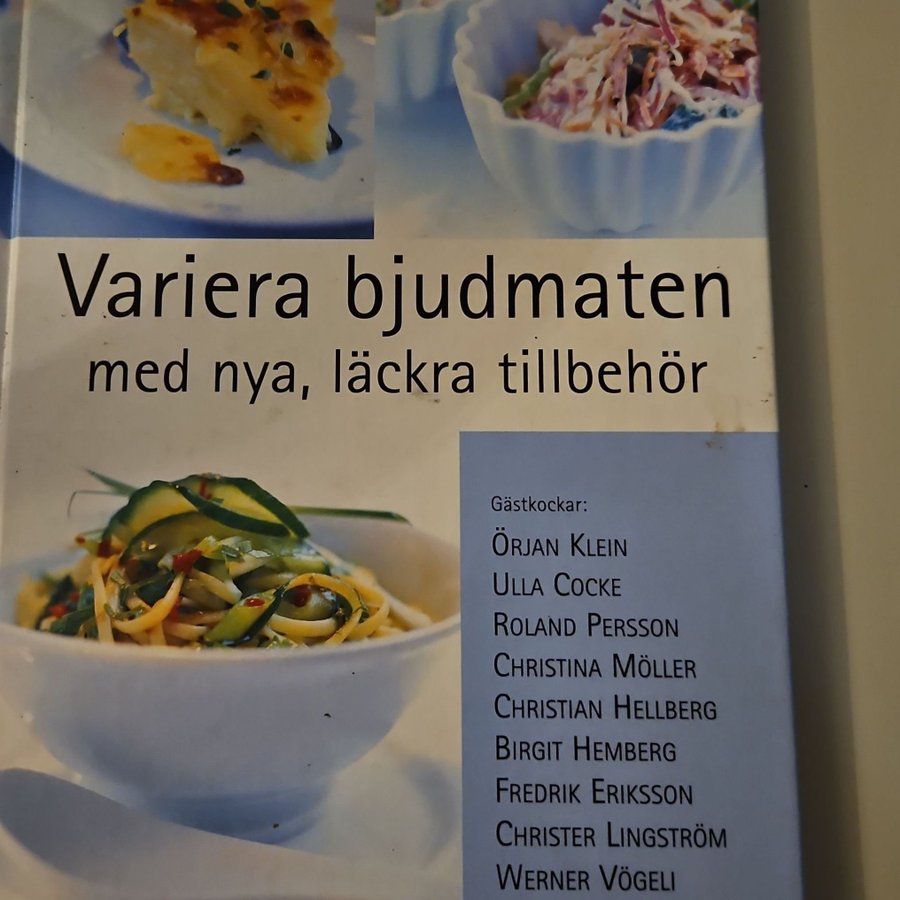 Variera bjudmaten
med nya, läckra tillbehör
Gästkockar:
ÖRJAN KLEIN
ULLA COCKE
ROLAND PERSSON
CHRISTINA MÖLLER
CHRISTIAN HELLBERG
BIRGIT HEMBERG
FREDRIK ERIKSSON
CHRISTER LINGSTRÖM
WERNER VÖGELI